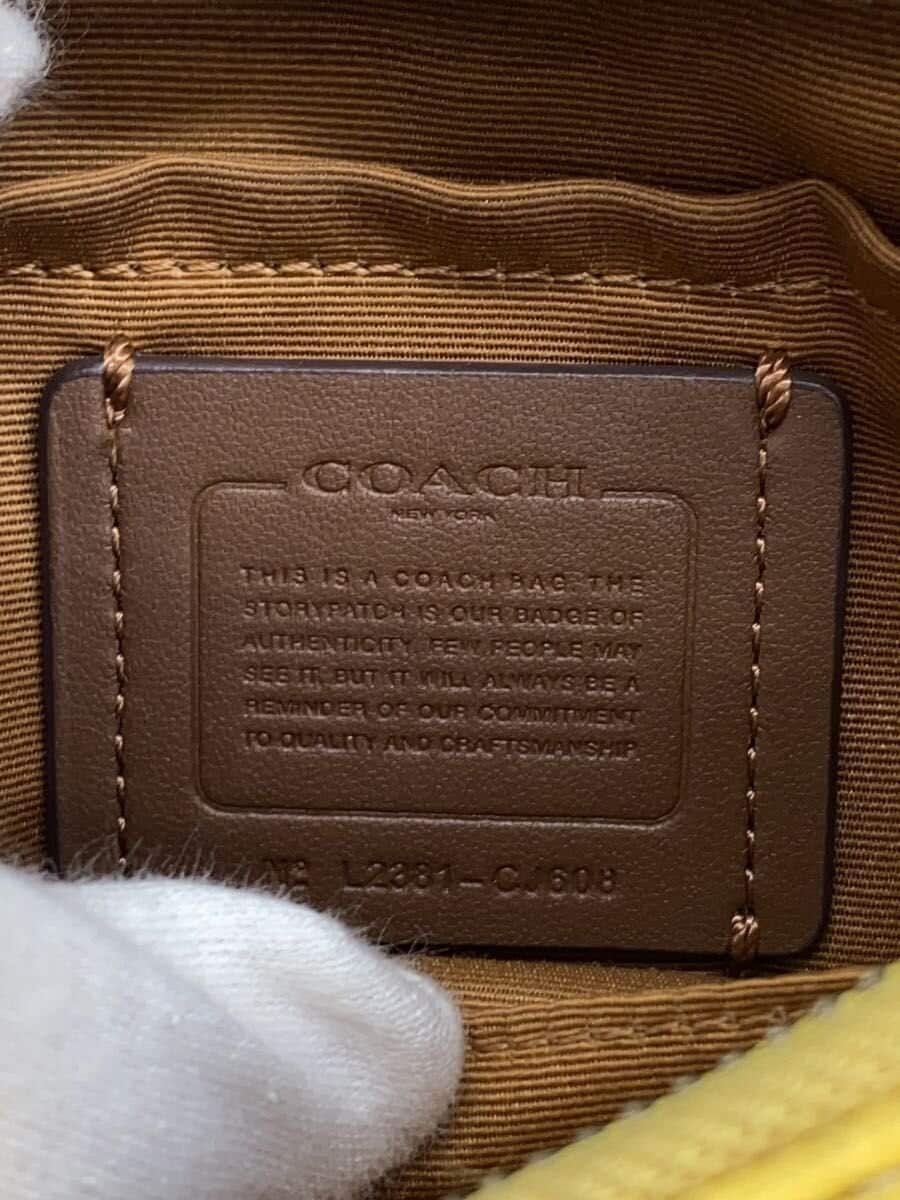 COACH
NEW YORK
THIS IS A COACH BAG. THE
STORYPATCH IS OUR BADGE OF
AUTHENTICITY. FEW PEOPLE MAY
SEE IT, BUT IT WILL ALWAYS BE A
REMINDER OF OUR COMMITMENT
TO QUALITY AND CRAFTSMANSHIP.
Nº L2381-CJ608